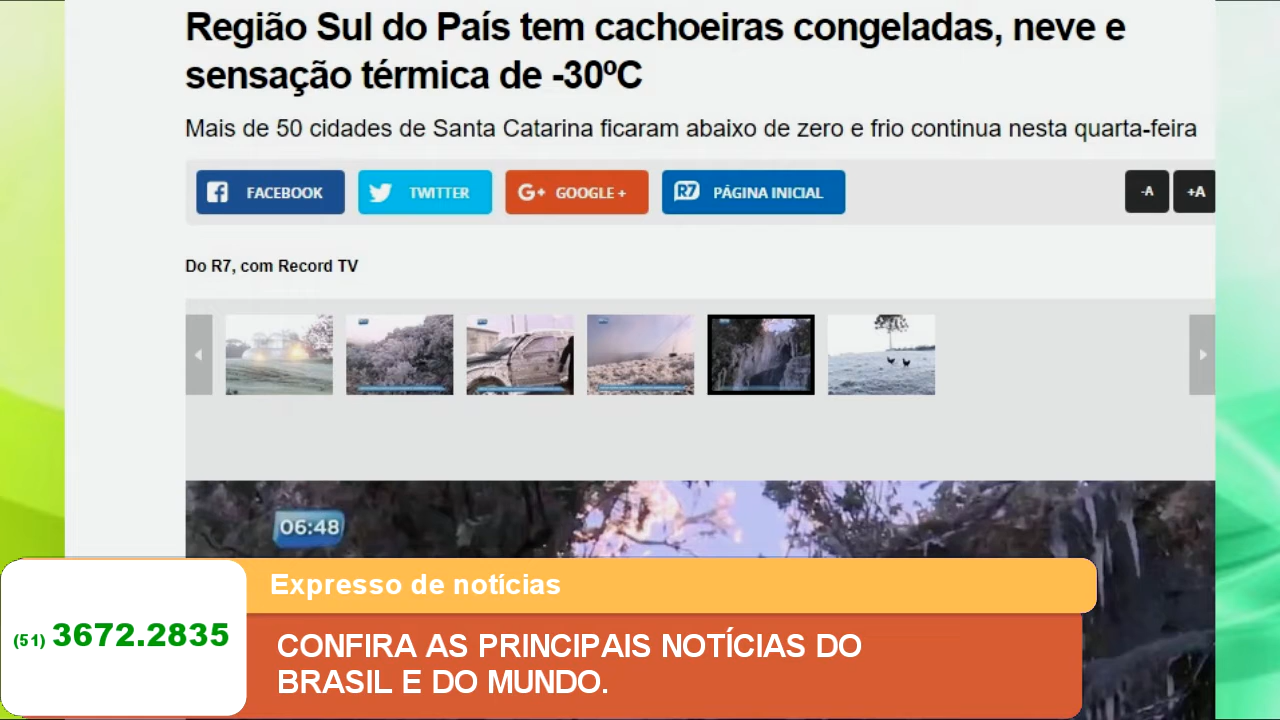 Região Sul do País tem cachoeiras congeladas, neve e
sensação térmica de -30ºC
Mais de 50 cidades de Santa Catarina ficaram abaixo de zero e frio continua nesta quarta-feira
FACEBOOK TWITTER G+ GOOGLE + R7 PÁGINA INICIAL -A +A
Do R7, com Record TV
06:48
Expresso de notícias
(51) 3672.2835
CONFIRA AS PRINCIPAIS NOTÍCIAS DO
BRASIL E DO MUNDO.